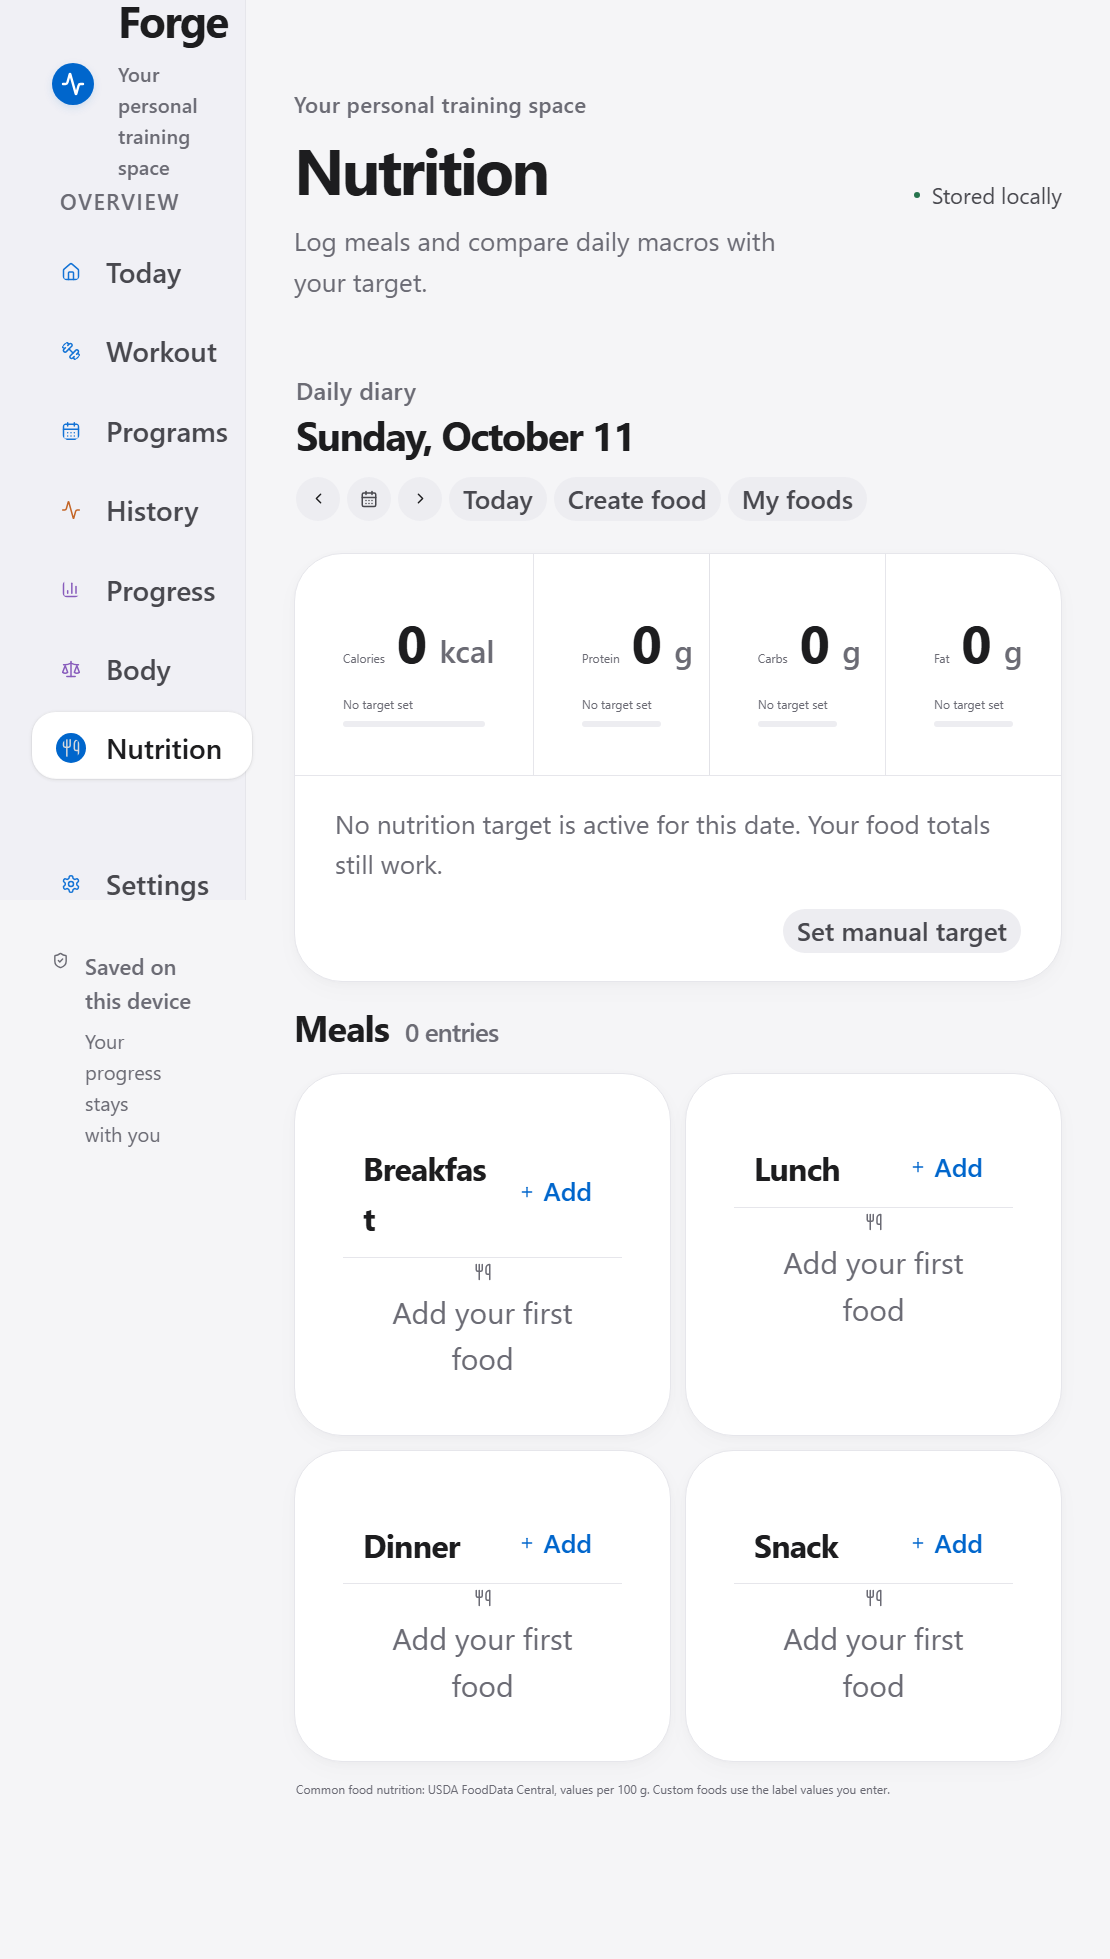 Forge
Your
personal
training
space
OVERVIEW
Today
Workout
Programs
History
Progress
Body
Nutrition
Settings
Saved on
this device
Your
progress
stays
with you
Your personal training space
Nutrition
Stored locally
Log meals and compare daily macros with
your target.
Daily diary
Sunday, October 11
Today Create food My foods
Calories 0 kcal Protein 0 g Carbs 0 g Fat 0 g
No target set No target set No target set No target set
No nutrition target is active for this date. Your food totals
still work.
Set manual target
Meals 0 entries
Breakfas
t
+ Add
Add your first
food
Lunch + Add
Add your first
food
Dinner + Add
Add your first
food
Snack + Add
Add your first
food
Common food nutrition: USDA FoodData Central, values per 100 g. Custom foods use the label values you enter.